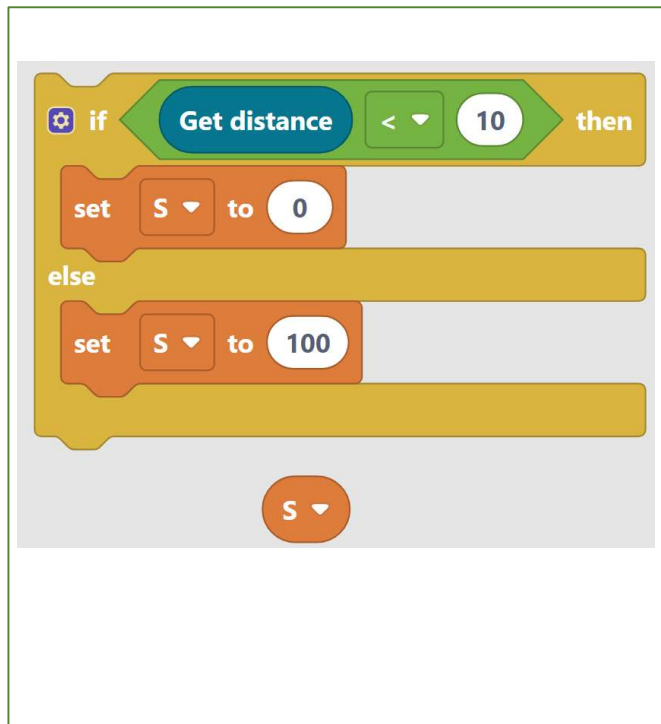 if Get distance < 10 then
set S to 0
else
set S to 100
S